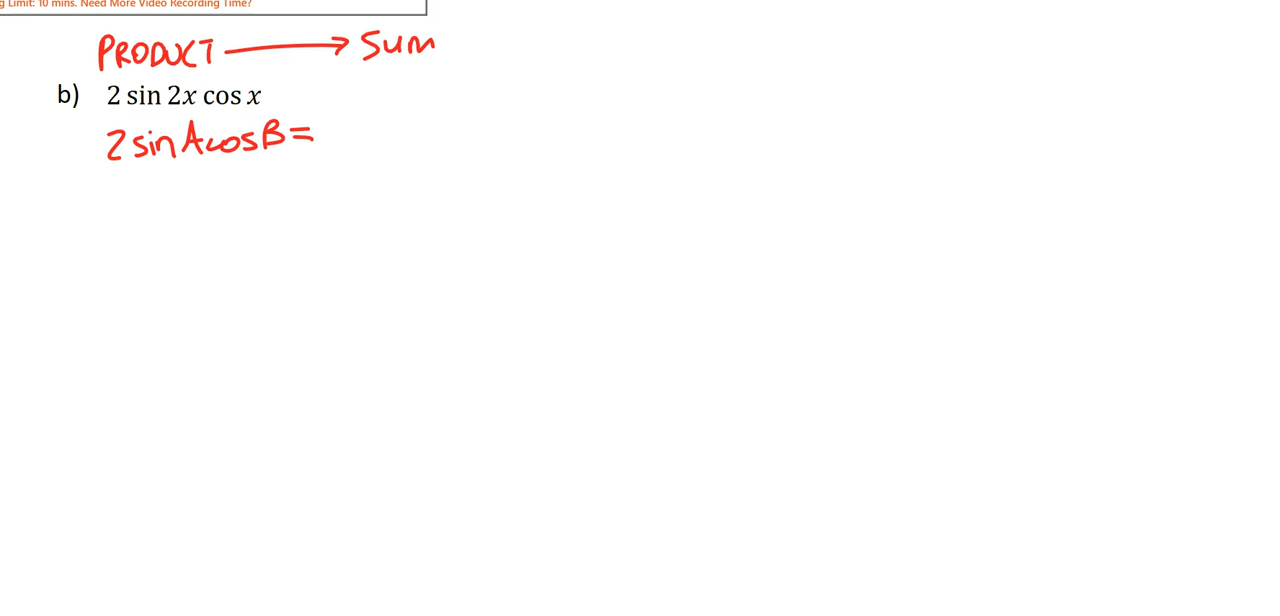 g Limit: 10 mins. Need More Video Recording Time?
PRODUCT → SUM
b) 2 sin 2x cos x
2 sin A cos B =